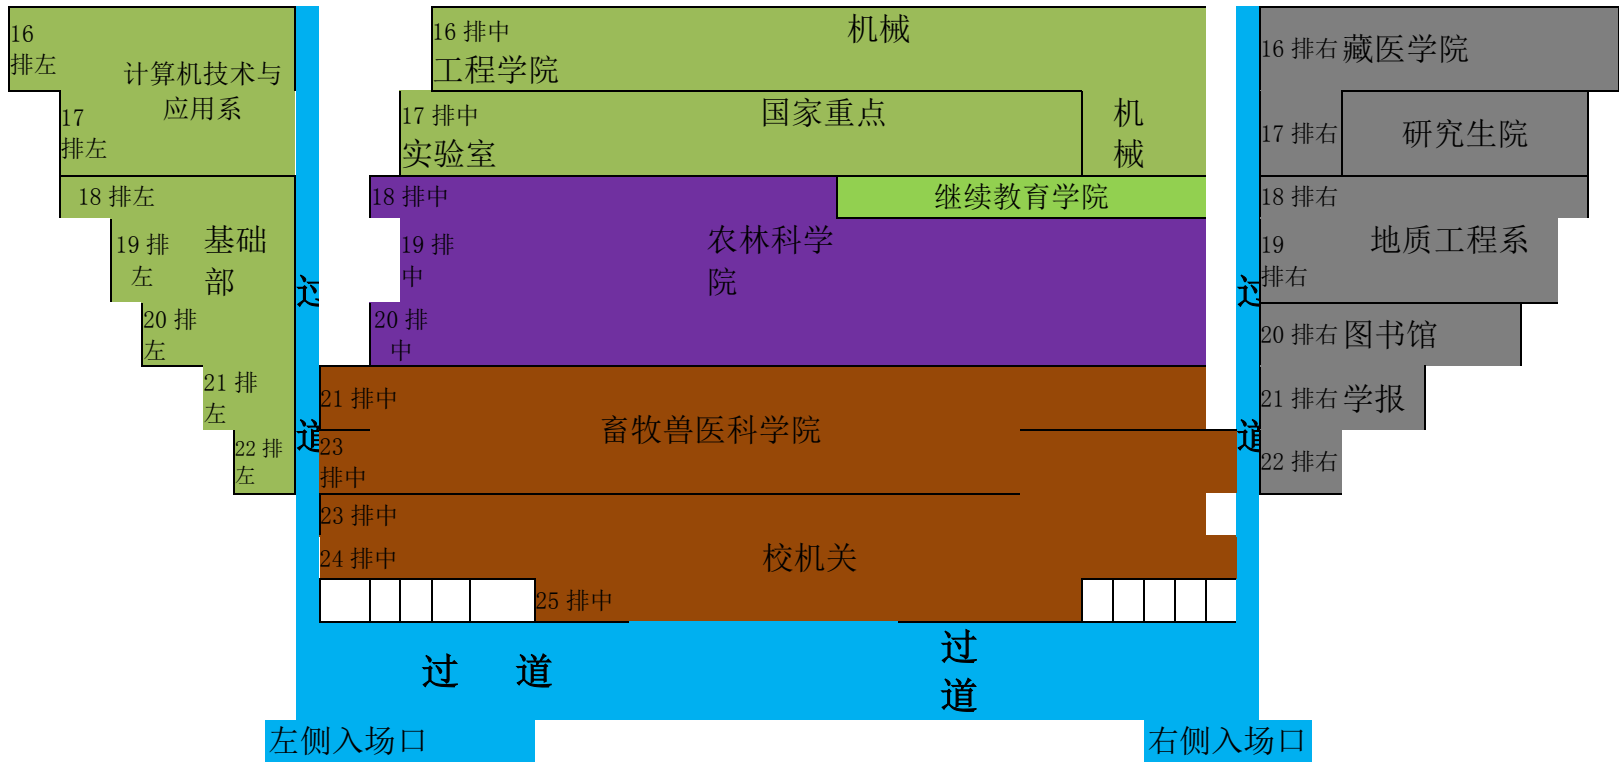 16
排左
计算机技术与
应用系
17
排左
18 排左
19 排
左
基础
部
20 排
左
21 排
左
22 排
左
过
道
16 排中
机械
工程学院
17 排中
国家重点
实验室
机
械
18 排中
继续教育学院
19 排
中
农林科学
院
20 排
中
21 排中
畜牧兽医科学院
23
排中
23 排中
24 排中
校机关
25 排中
过
道
16 排右
藏医学院
17 排右
研究生院
18 排右
19
排右
地质工程系
20 排右
图书馆
21 排右
学报
22 排右
过 道
过
道
左侧入场口
右侧入场口